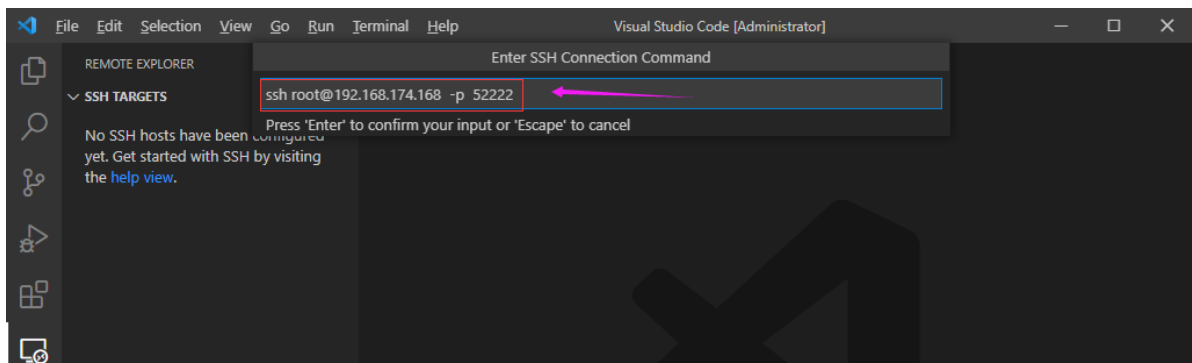 File Edit Selection View Go Run Terminal Help Visual Studio Code [Administrator]
REMOTE EXPLORER
Enter SSH Connection Command
SSH TARGETS
ssh root@192.168.174.168 -p 52222
Press 'Enter' to confirm your input or 'Escape' to cancel
No SSH hosts have been configured
yet. Get started with SSH by visiting
the help view.